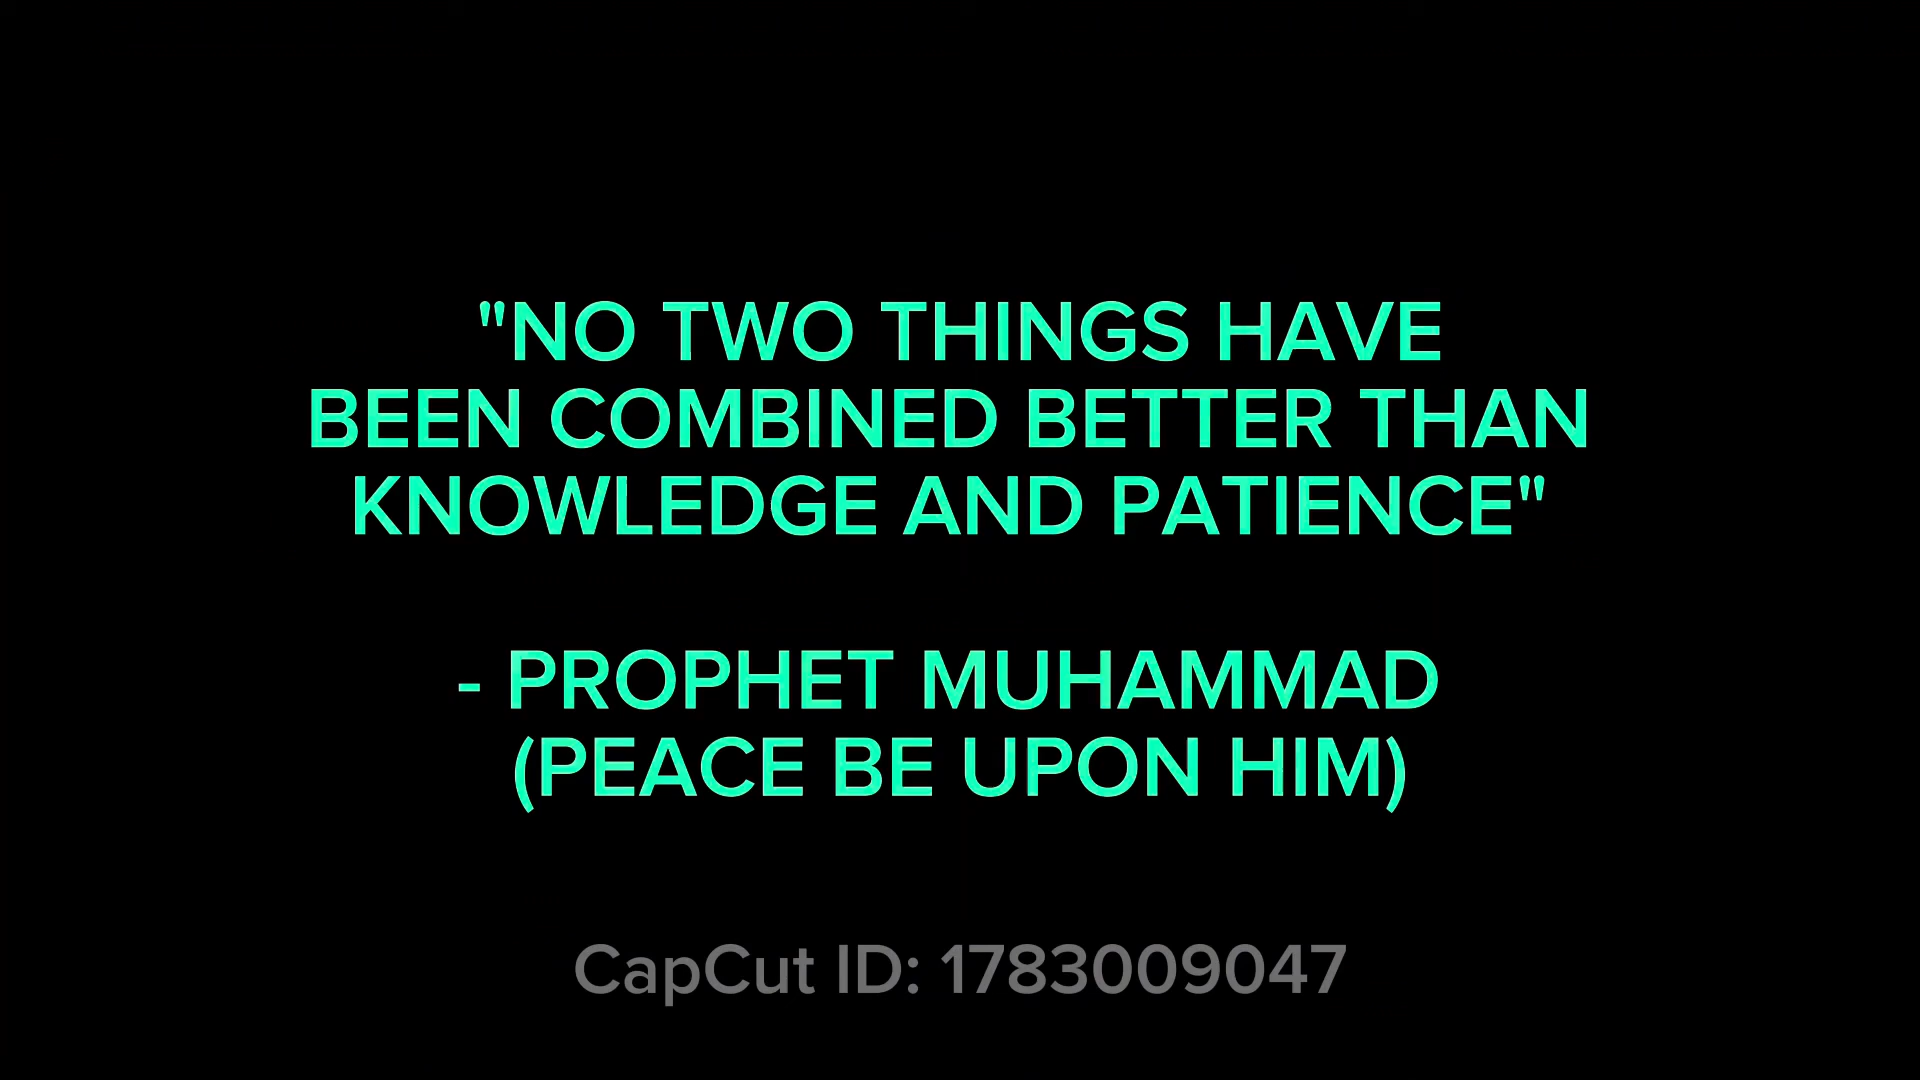 "NO TWO THINGS HAVE
BEEN COMBINED BETTER THAN
KNOWLEDGE AND PATIENCE"
- PROPHET MUHAMMAD
(PEACE BE UPON HIM)
CapCut ID: 1783009047